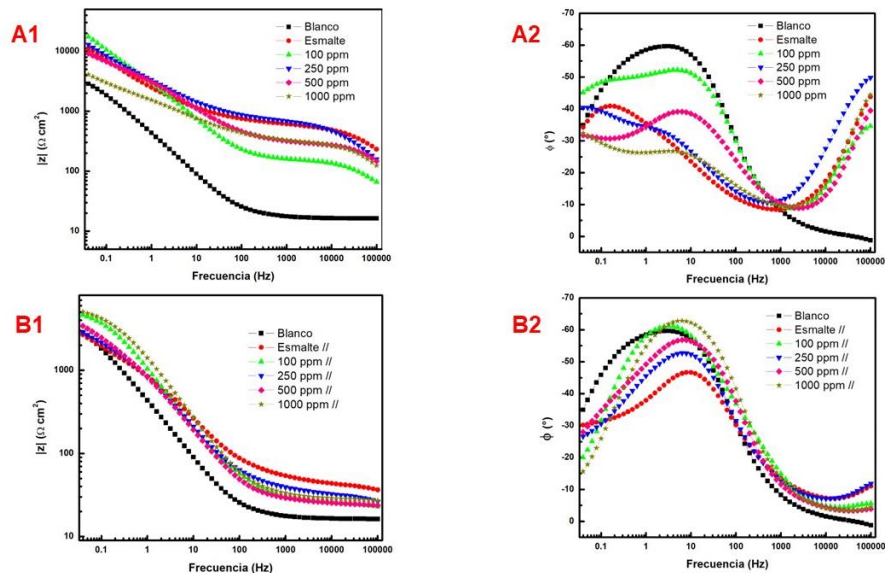 A1
|z| (Ω cm²)
10000
1000
100
10
Blanco
Esmalte
100 ppm
250 ppm
500 ppm
1000 ppm
0.1 1 10 100 1000 10000 100000
Frecuencia (Hz)
A2
ϕ (°)
-70
-60
-50
-40
-30
-20
-10
0
Blanco
Esmalte
100 ppm
250 ppm
500 ppm
1000 ppm
0.1 1 10 100 1000 10000 100000
Frecuencia (Hz)
B1
|z| (Ω cm²)
1000
100
10
Blanco
Esmalte //
100 ppm //
250 ppm //
500 ppm //
1000 ppm //
0.1 1 10 100 1000 10000 100000
Frecuencia (Hz)
B2
ϕ (°)
-70
-60
-50
-40
-30
-20
-10
0
Blanco
Esmalte //
100 ppm //
250 ppm //
500 ppm //
1000 ppm //
0.1 1 10 100 1000 10000 100000
Frecuencia (Hz)